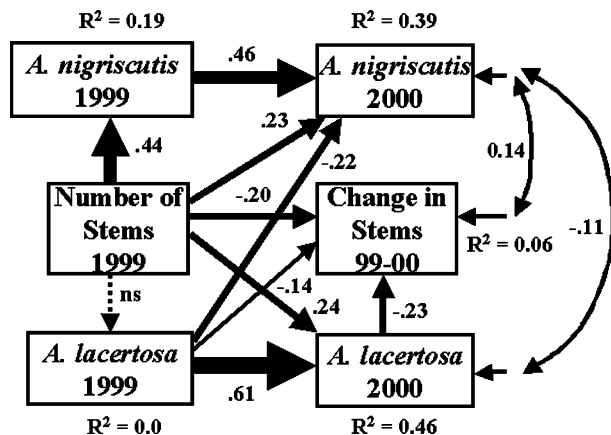 R² = 0.19
R² = 0.39
A. nigriscutis
1999
.46
A. nigriscutis
2000
.44
.23
-.22
0.14
Number of
Stems
1999
-.20
Change in
Stems
99-00
R² = 0.06
-.11
ns
-.14
.24
-.23
A. lacertosa
1999
.61
A. lacertosa
2000
R² = 0.0
R² = 0.46